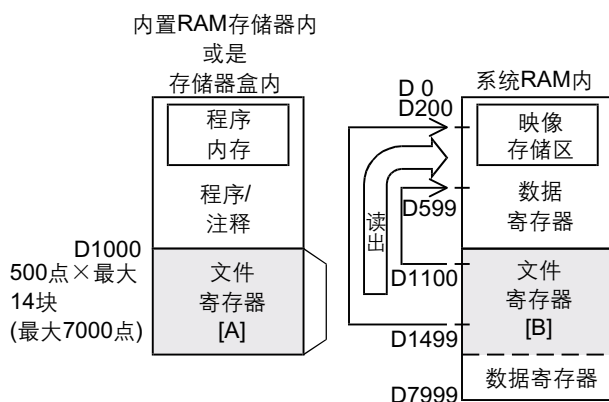 内置RAM存储器内
或是
存储器盒内
程序
内存
程序/
注释
D1000
500点×最大
14块
(最大7000点)
文件
寄存器
[A]
系统RAM内
D 0
D200
映像
存储区
读出
D599
数据
寄存器
D1100
文件
寄存器
[B]
D1499
数据寄存器
D7999